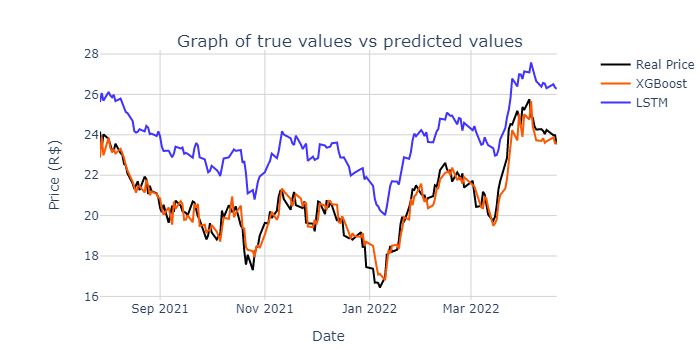 Graph of true values vs predicted values
Price (R$)
28
26
24
22
20
18
16
Sep 2021
Nov 2021
Jan 2022
Mar 2022
Date
Real Price
XGBoost
LSTM